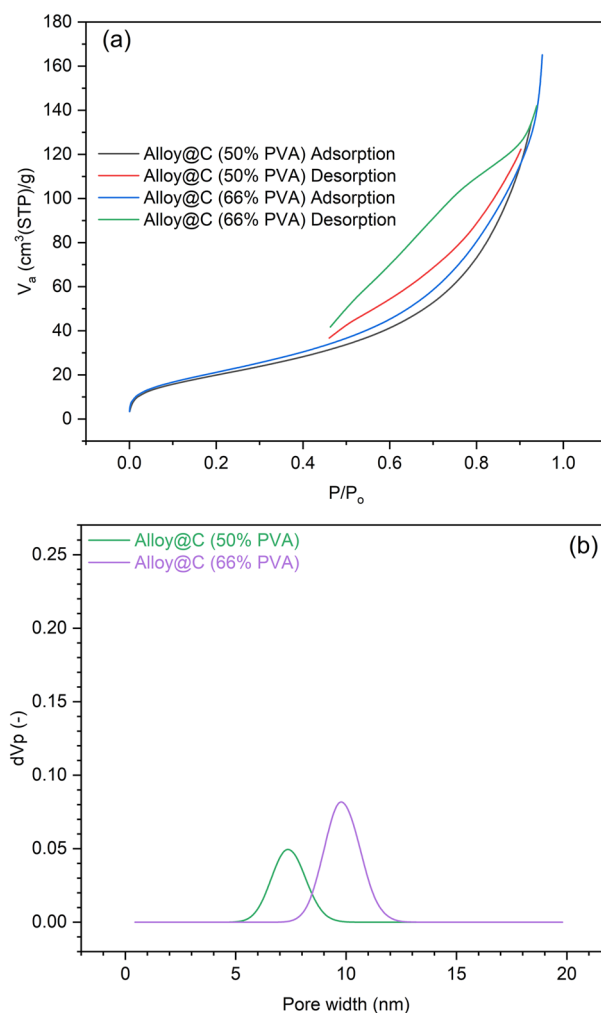 (a)
180
160
140
120
100
80
60
40
20
0
Vₐ (cm³(STP)/g)
Alloy@C (50% PVA) Adsorption
Alloy@C (50% PVA) Desorption
Alloy@C (66% PVA) Adsorption
Alloy@C (66% PVA) Desorption
0.0 0.2 0.4 0.6 0.8 1.0
P/Pₒ
(b)
Alloy@C (50% PVA)
Alloy@C (66% PVA)
0.25
0.20
0.15
0.10
0.05
0.00
dVp (-)
0 5 10 15 20
Pore width (nm)